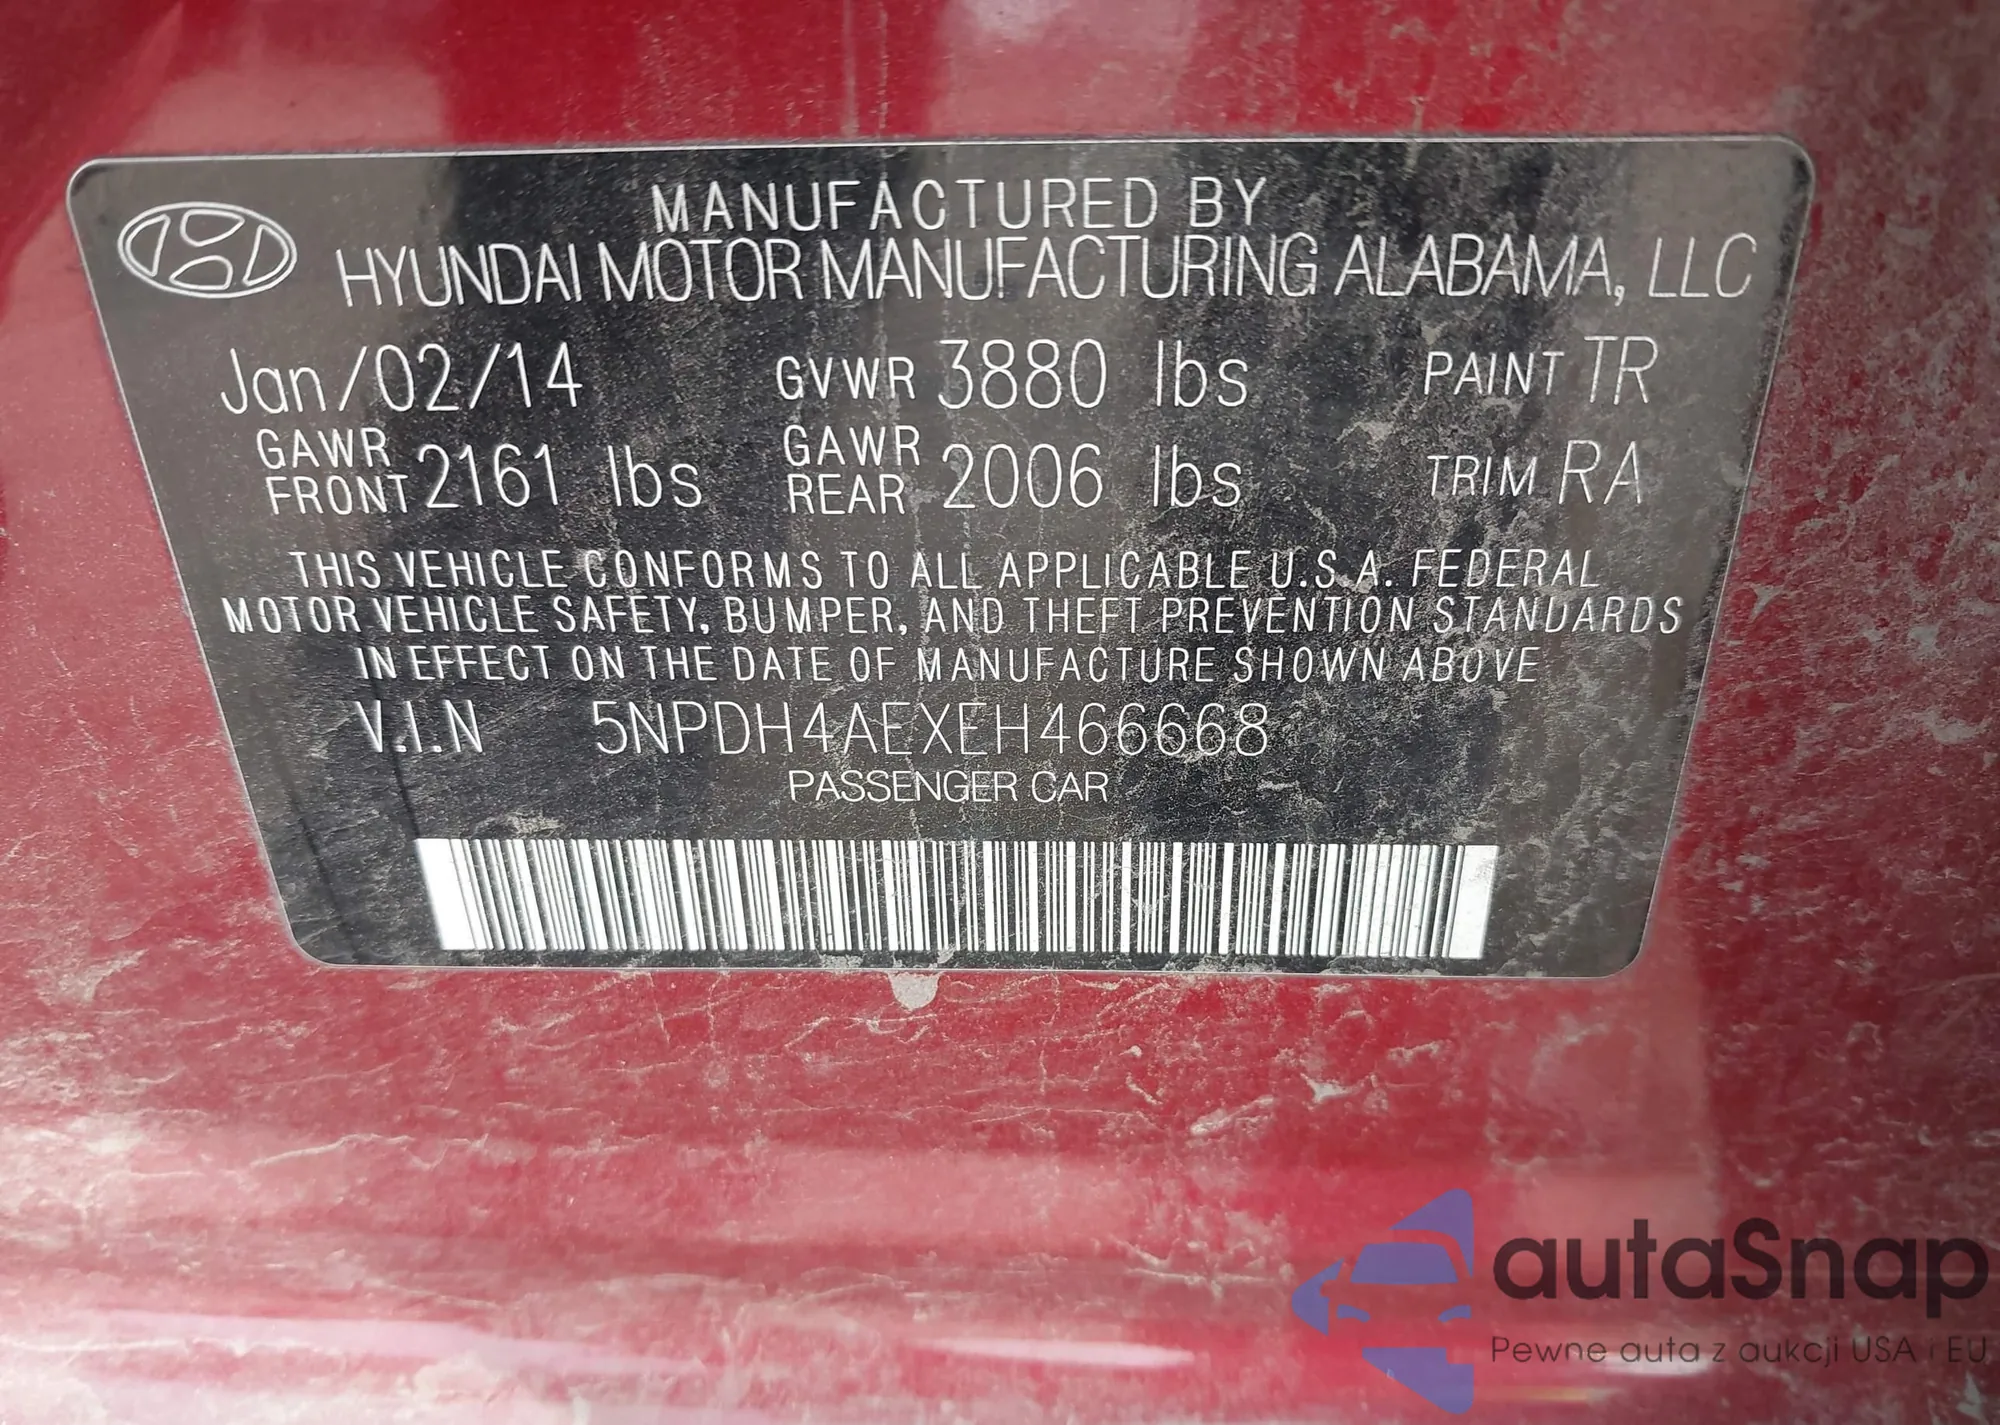 MANUFACTURED BY
HYUNDAI MOTOR MANUFACTURING ALABAMA, LLC
Jan/02/14 GVWR 3880 lbs PAINT TR
GAWR FRONT 2161 lbs GAWR REAR 2006 lbs TRIM RA
THIS VEHICLE CONFORMS TO ALL APPLICABLE U.S.A. FEDERAL
MOTOR VEHICLE SAFETY, BUMPER, AND THEFT PREVENTION STANDARDS
IN EFFECT ON THE DATE OF MANUFACTURE SHOWN ABOVE
V.I.N 5NPDH4AEXEH466668
PASSENGER CAR
autaSnap
Pewne auta z aukcji USA i EU